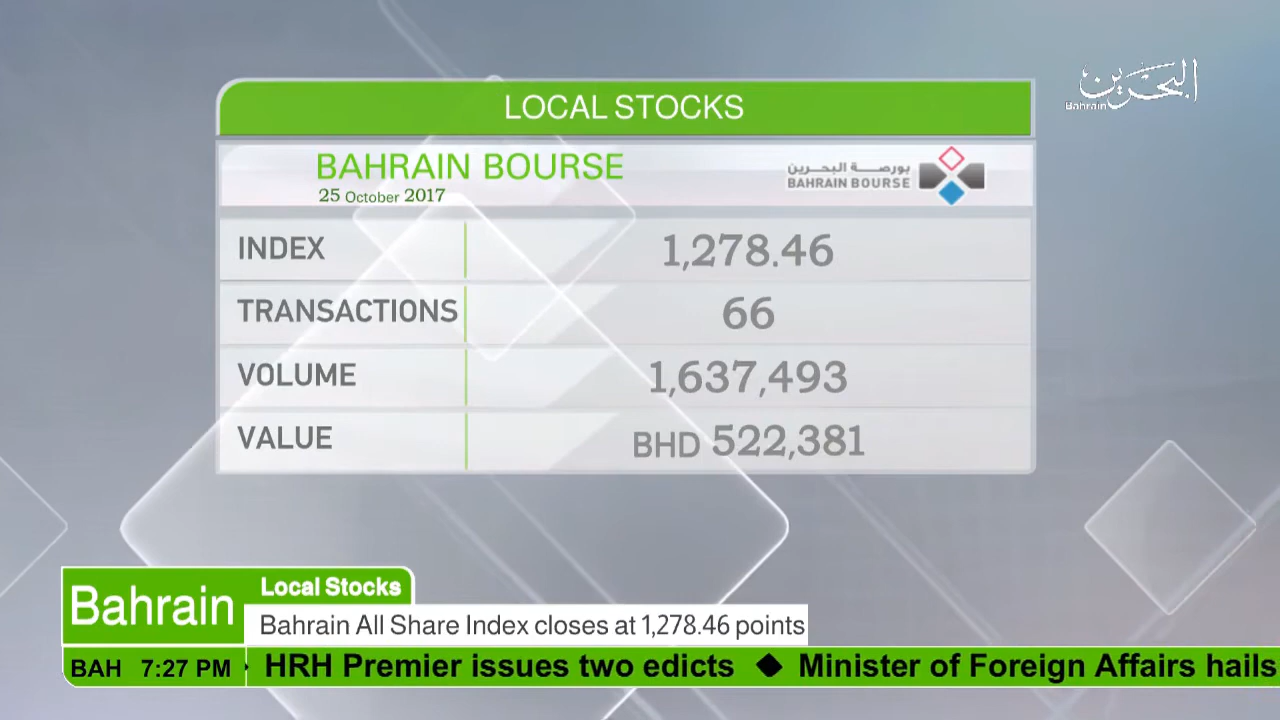 LOCAL STOCKS
البحرين
Bahrain
BAHRAIN BOURSE
25 October 2017
بورصة البحرين
BAHRAIN BOURSE
INDEX 1,278.46
TRANSACTIONS 66
VOLUME 1,637,493
VALUE BHD 522,381
Bahrain
Local Stocks
Bahrain All Share Index closes at 1,278.46 points
BAH 7:27 PM
HRH Premier issues two edicts ◆ Minister of Foreign Affairs hails